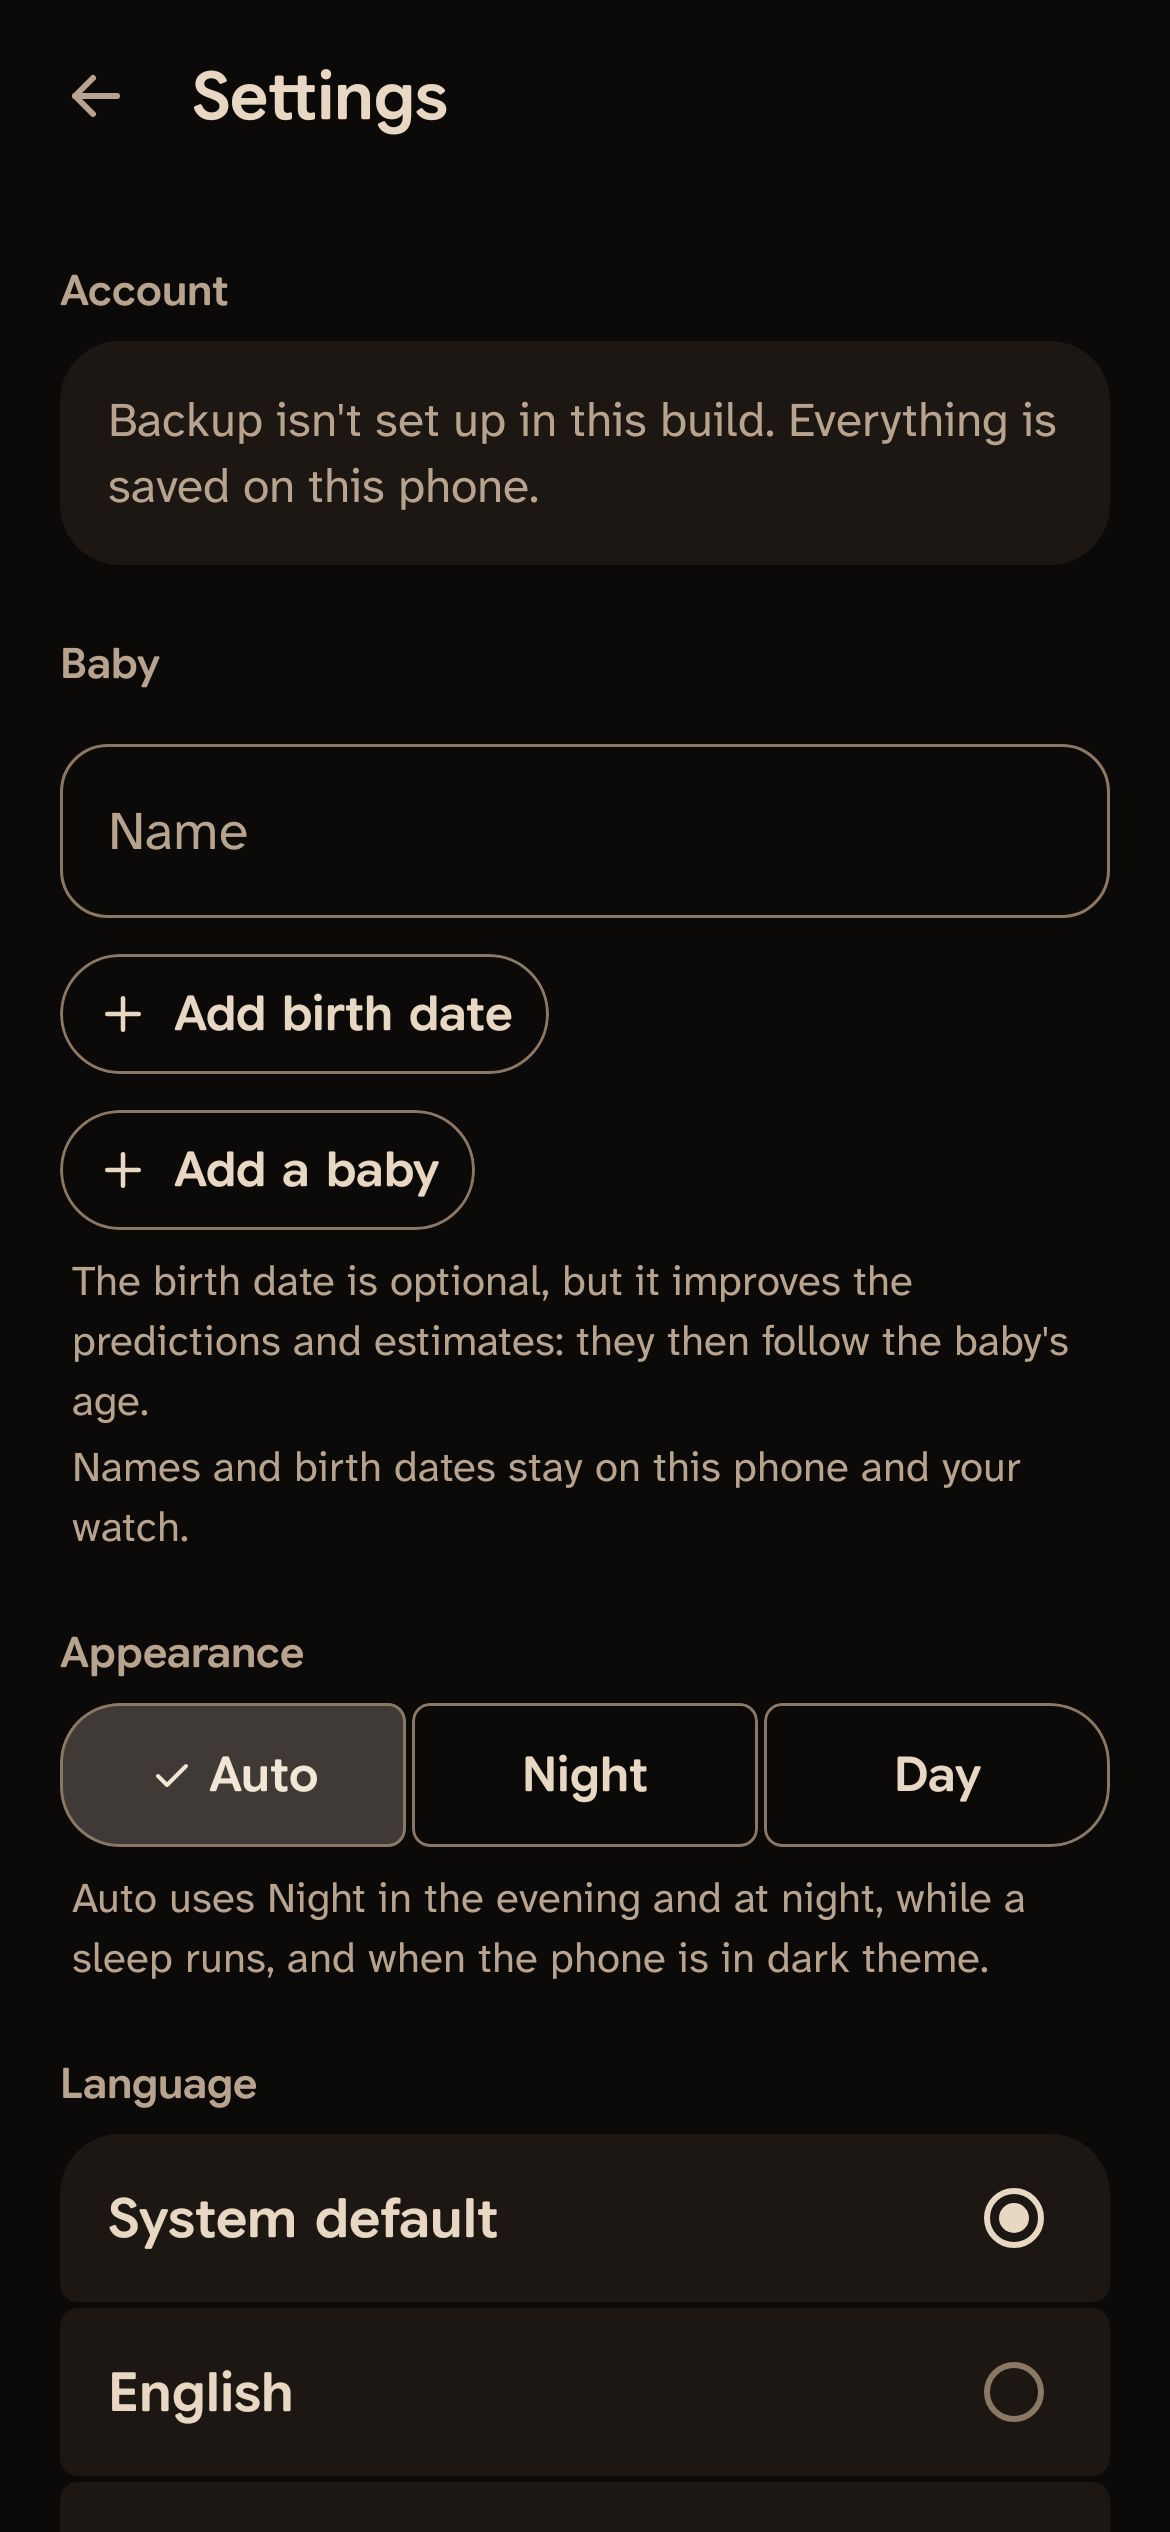 Settings
Account
Backup isn't set up in this build. Everything is
saved on this phone.
Baby
Name
Add birth date
Add a baby
The birth date is optional, but it improves the
predictions and estimates: they then follow the baby's
age.
Names and birth dates stay on this phone and your
watch.
Appearance
Auto
Night
Day
Auto uses Night in the evening and at night, while a
sleep runs, and when the phone is in dark theme.
Language
System default
English